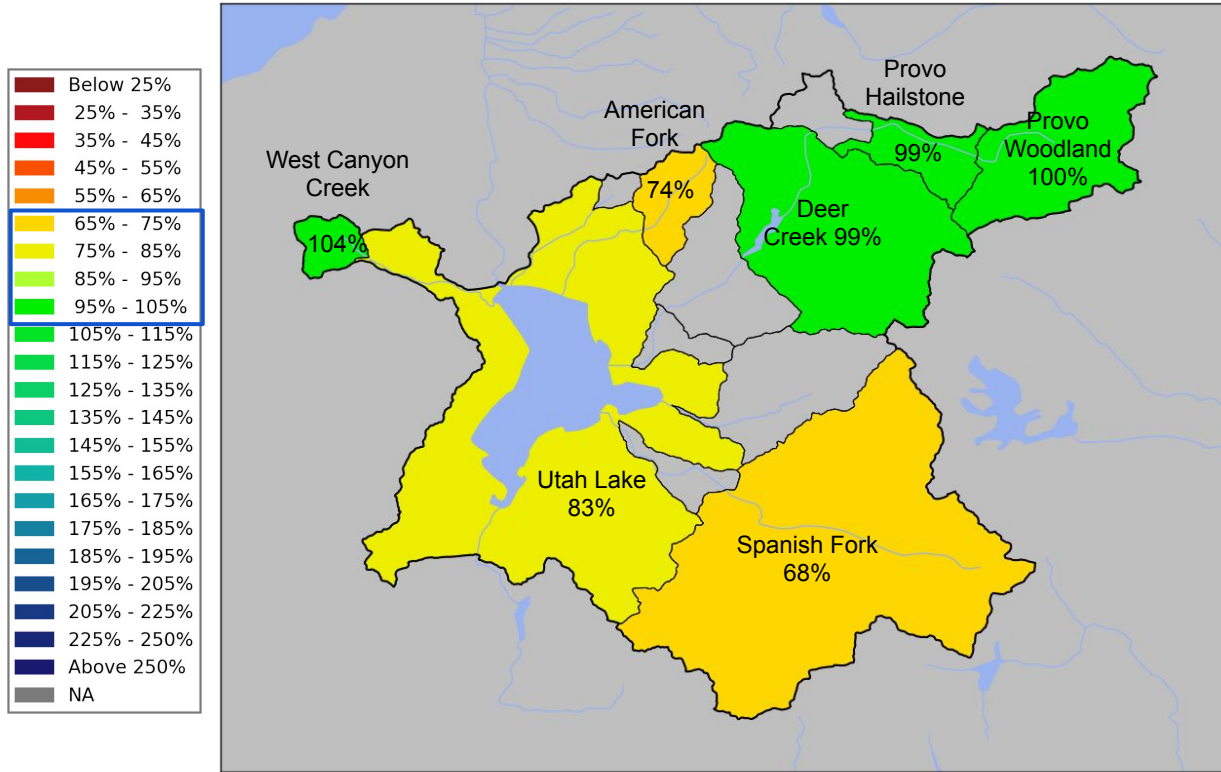 Below 25%
25% - 35%
35% - 45%
45% - 55%
55% - 65%
65% - 75%
75% - 85%
85% - 95%
95% - 105%
105% - 115%
115% - 125%
125% - 135%
135% - 145%
145% - 155%
155% - 165%
165% - 175%
175% - 185%
185% - 195%
195% - 205%
205% - 225%
225% - 250%
Above 250%
NA
West Canyon
Creek
104%
American
Fork
74%
Provo
Hailstone
99%
Provo
Woodland
100%
Deer
Creek 99%
Utah Lake
83%
Spanish Fork
68%